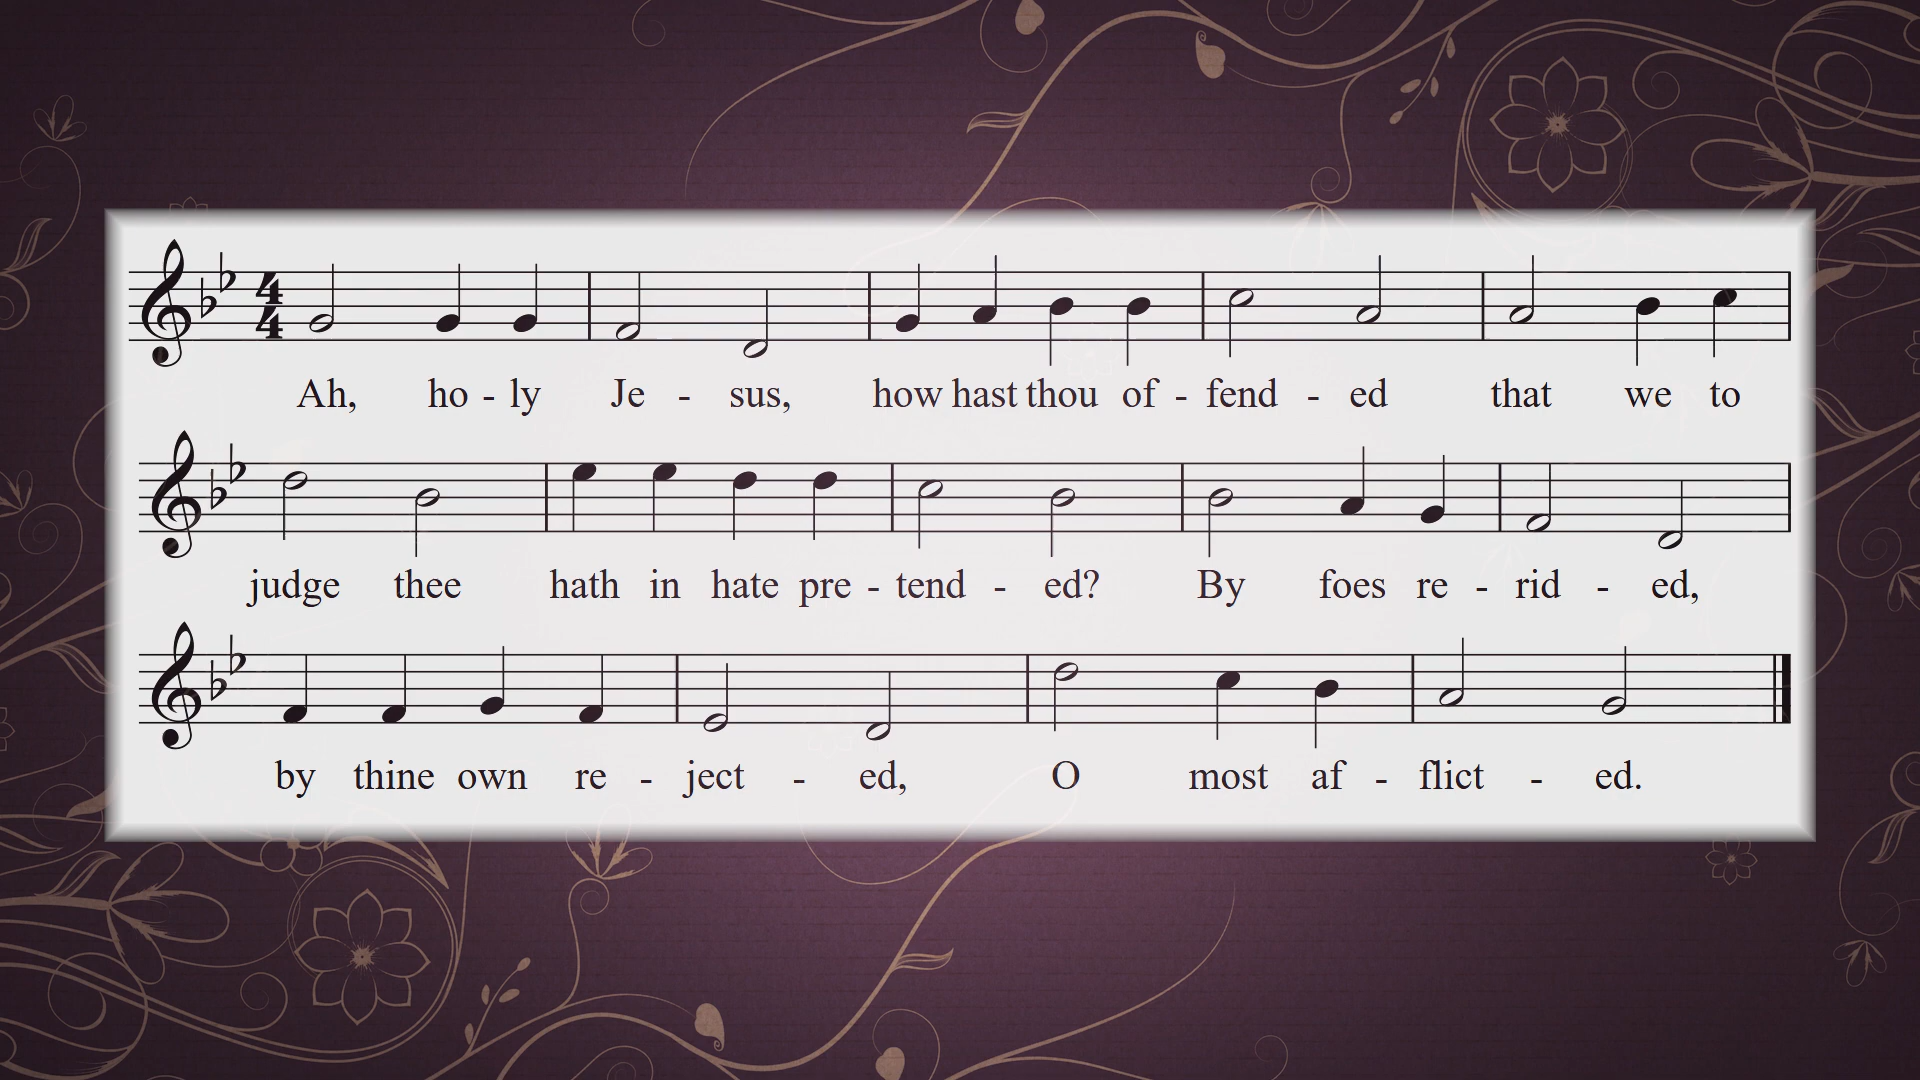 Ah, ho - ly Je - sus, how hast thou of - fend - ed that we to
judge thee hath in hate pre - tend - ed? By foes re - rid - ed,
by thine own re - ject - ed, O most af - flict - ed.